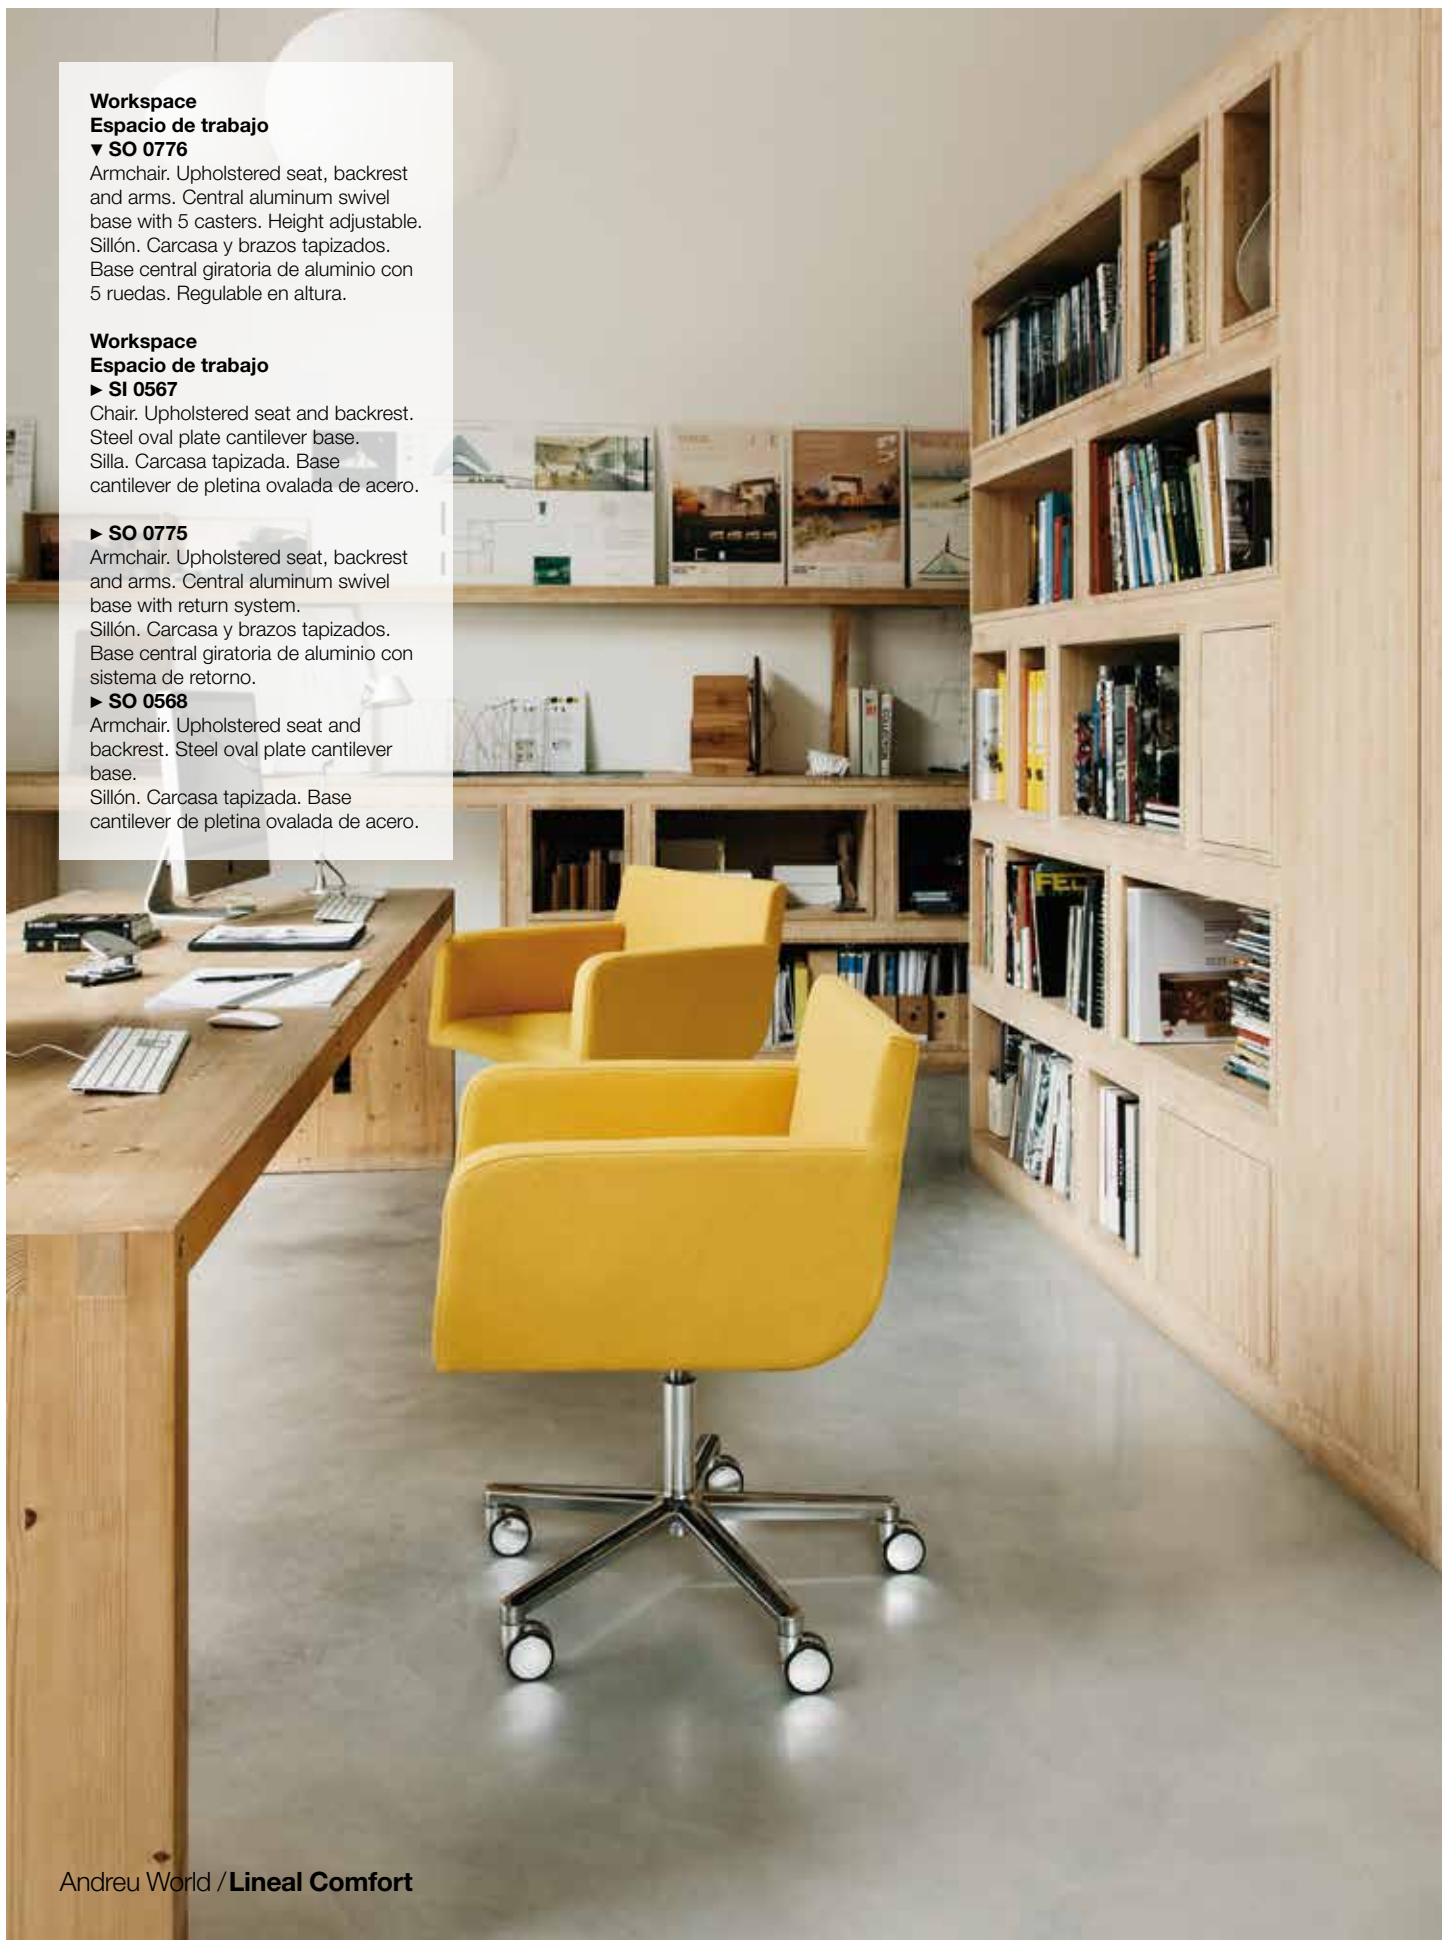 Workspace
Espacio de trabajo
▼ SO 0776
Armchair. Upholstered seat, backrest
and arms. Central aluminum swivel
base with 5 casters. Height adjustable.
Sillón. Carcasa y brazos tapizados.
Base central giratoria de aluminio con
5 ruedas. Regulable en altura.
Workspace
Espacio de trabajo
► SI 0567
Chair. Upholstered seat and backrest.
Steel oval plate cantilever base.
Silla. Carcasa tapizada. Base
cantilever de pletina ovalada de acero.
► SO 0775
Armchair. Upholstered seat, backrest
and arms. Central aluminum swivel
base with return system.
Sillón. Carcasa y brazos tapizados.
Base central giratoria de aluminio con
sistema de retorno.
► SO 0568
Armchair. Upholstered seat and
backrest. Steel oval plate cantilever
base.
Sillón. Carcasa tapizada. Base
cantilever de pletina ovalada de acero.
Andreu World / Lineal Comfort